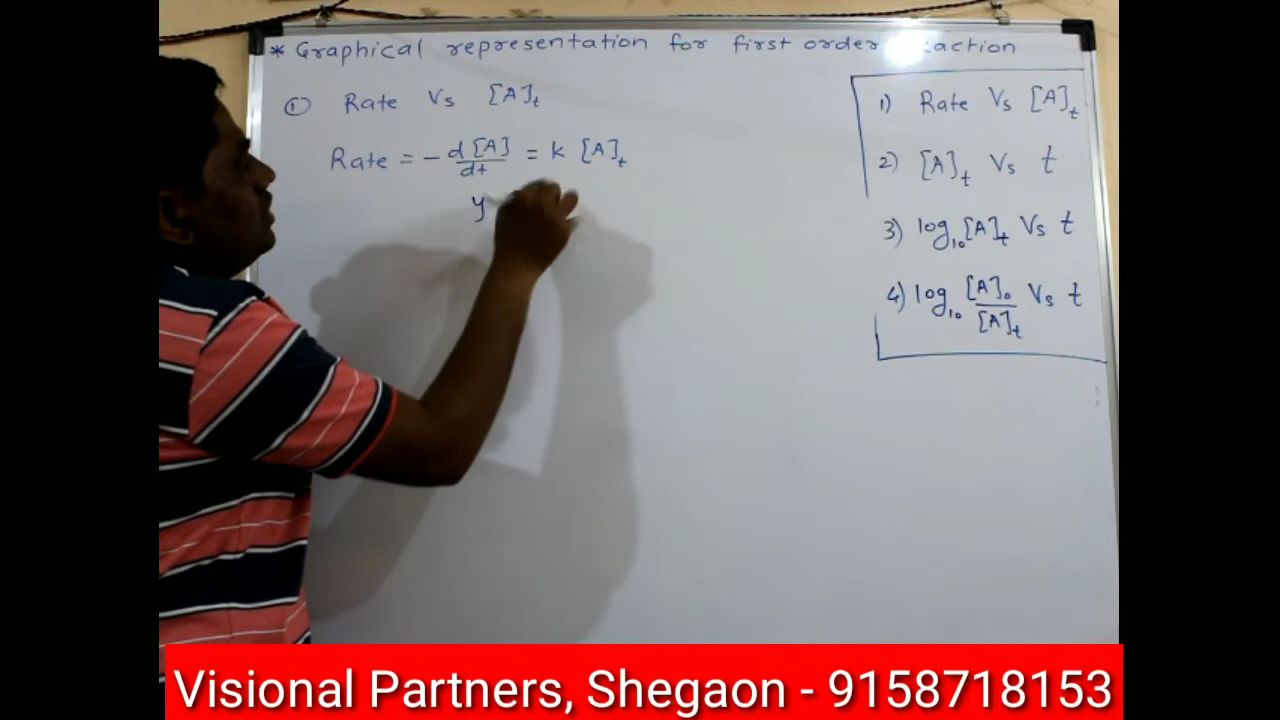 * Graphical representation for first order action
① Rate Vs [A]t
Rate = - d[A]/dt = k [A]t
y
1) Rate Vs [A]t
2) [A]t Vs t
3) log10 [A]t Vs t
4) log10 [A]0/[A]t Vs t
Visional Partners, Shegaon - 9158718153